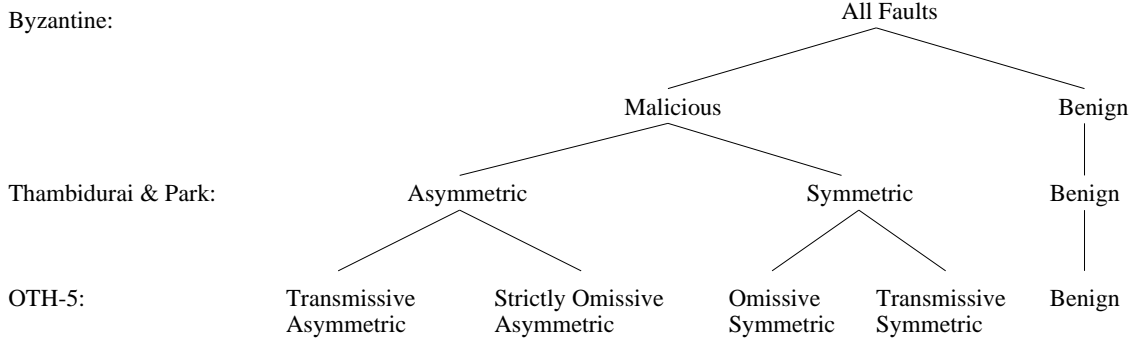 Byzantine:
All Faults
Malicious
Benign
Thambidurai & Park:
Asymmetric
Symmetric
Benign
OTH-5:
Transmissive
Asymmetric
Strictly Omissive
Asymmetric
Omissive
Symmetric
Transmissive
Symmetric
Benign